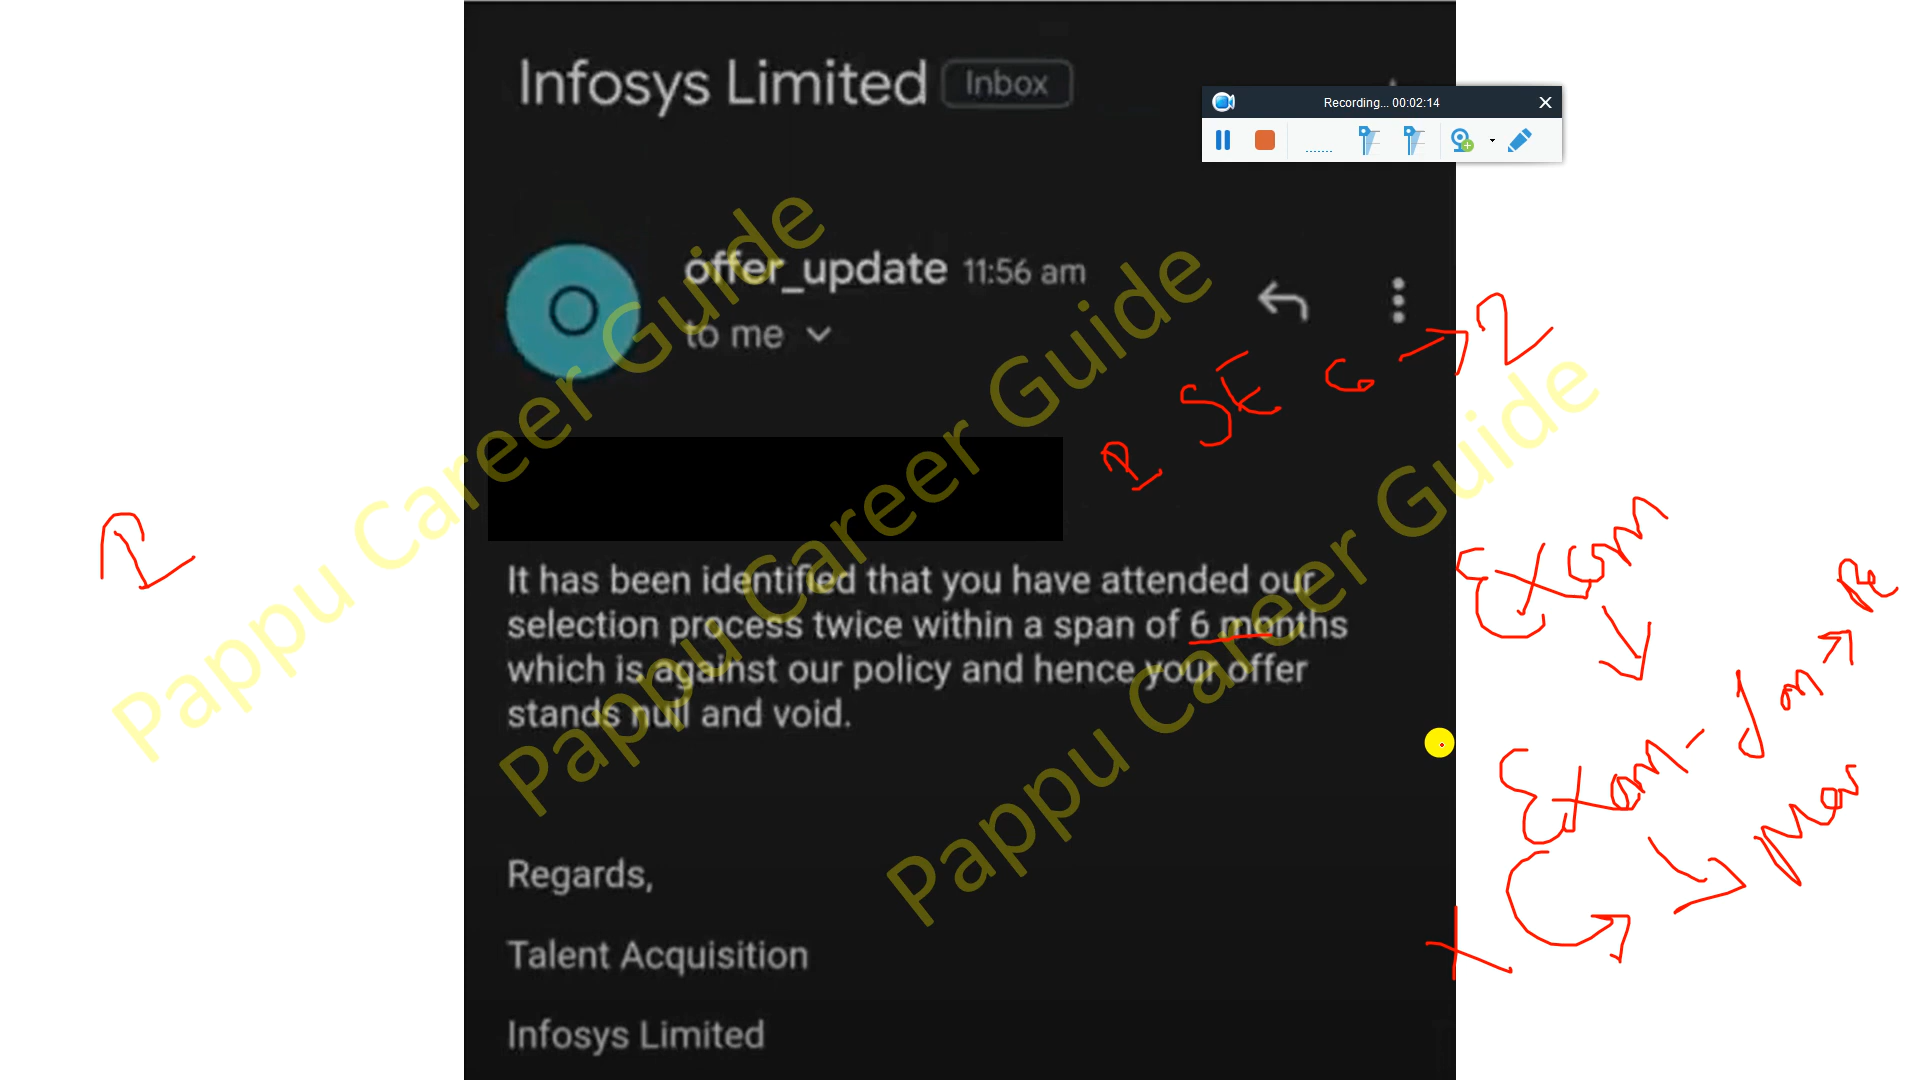 Infosys Limited Inbox
Recording... 00:02:14
offer_update 11:56 am
to me
SE 6 → 2
It has been identified that you have attended our
selection process twice within a span of 6 months
which is against our policy and hence your offer
stands null and void.
Exam
Exam - Jan →
Mar
Regards,
Talent Acquisition
Infosys Limited
Pappu Career Guide
Pappu Career Guide
Pappu Career Guide